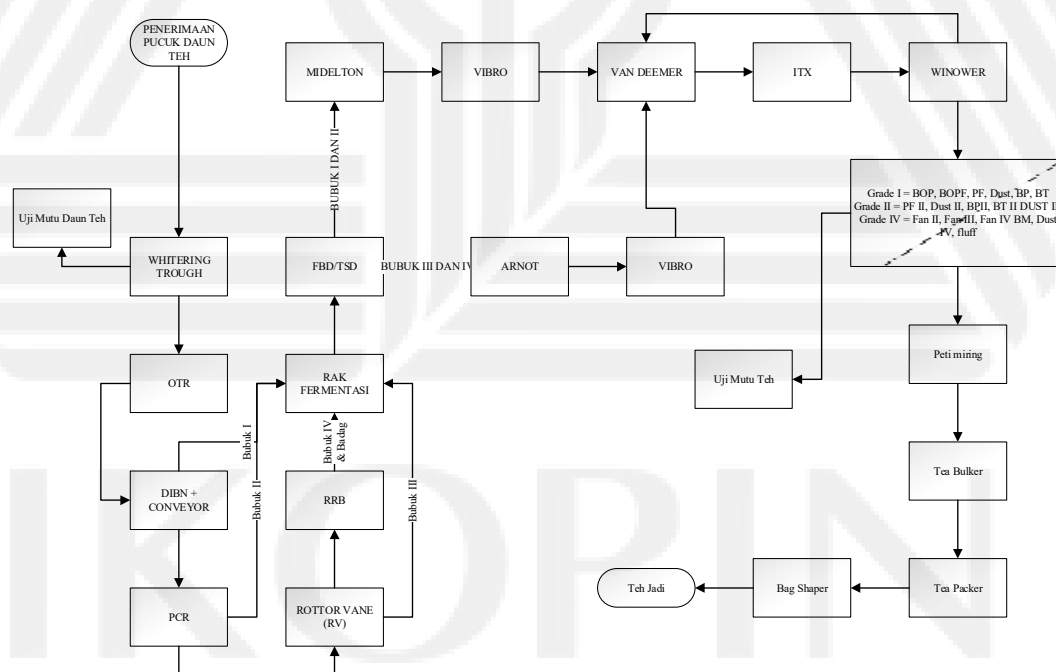 PENERIMAAN
PUCUK DAUN
TEH
MIDELTON
VIBRO
VAN DEEMER
ITX
WINOWER
BUBUK I DAN II
Grade I = BOP, BOPF, PF, Dust, BP, BT
Grade II = PF II, Dust II, BPII, BT II DUST II
Grade IV = Fan II, Fan III, Fan IV BM, Dust
IV, fluff
Uji Mutu Daun Teh
WHITERING
TROUGH
FBD/TSD
BUBUK III DAN IV
ARNOT
VIBRO
Peti miring
OTR
RAK
FERMENTASI
Uji Mutu Teh
Bubuk I
Bubuk IV
& Badag
Tea Bulker
DIBN +
CONVEYOR
Bubuk II
RRB
Bubuk III
PCR
ROTTOR VANE
(RV)
Teh Jadi
Bag Shaper
Tea Packer
IKOPIN